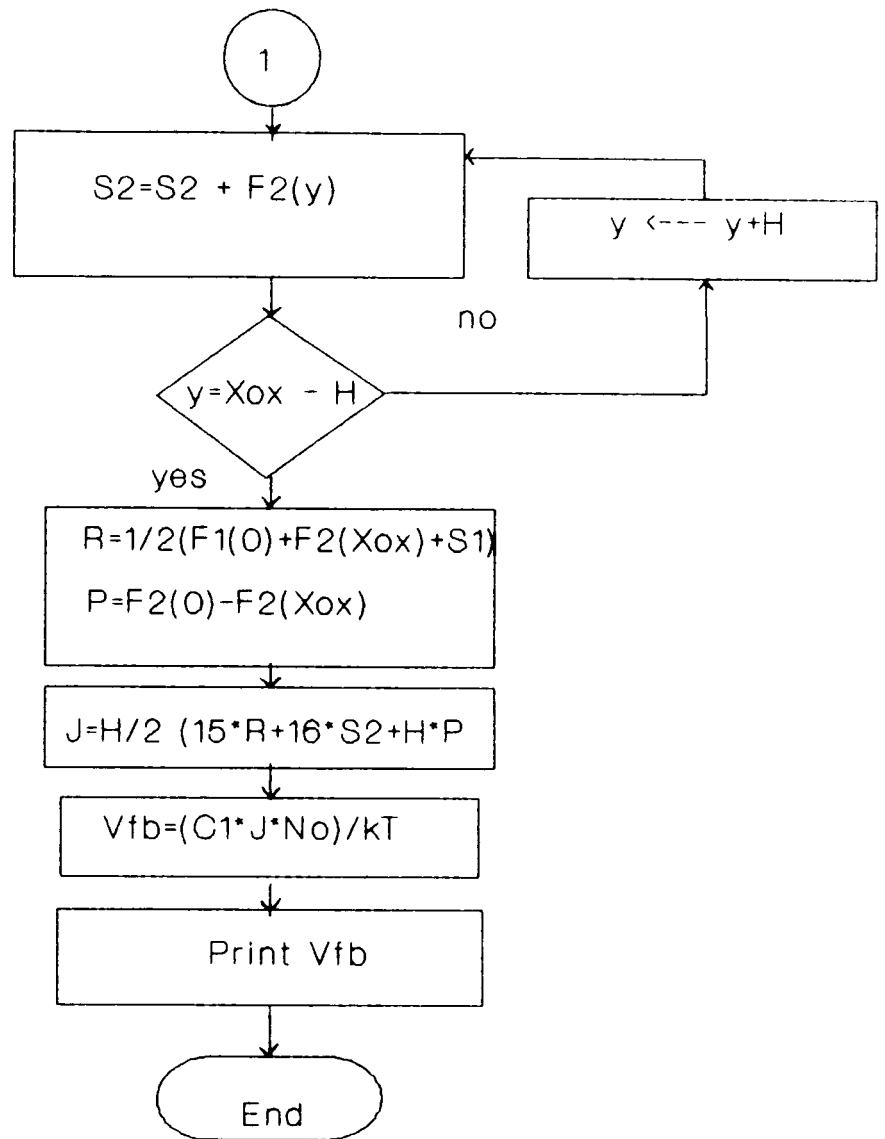 1
S2=S2 + F2(y)
y <--- y+H
no
y=Xox - H
yes
R=1/2(F1(0)+F2(Xox)+S1)
P=F2(0)-F2(Xox)
J=H/2 (15*R+16*S2+H*P
Vfb=(C1*J*No)/kT
Print Vfb
End